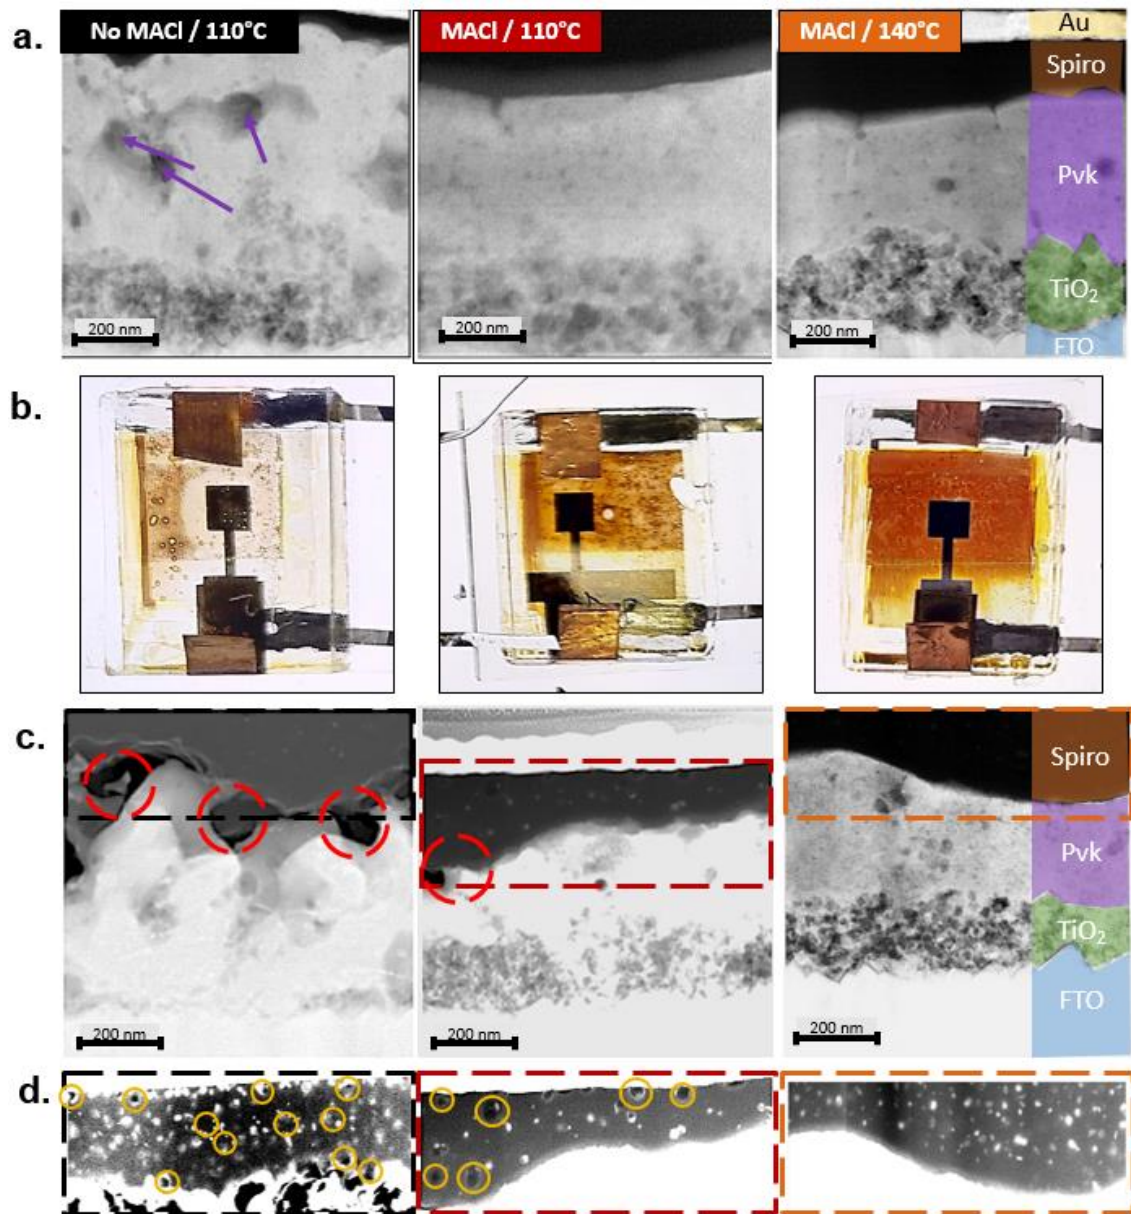 a.
No MACl / 110°C
MACl / 110°C
MACl / 140°C
Au
Spiro
Pvk
TiO2
FTO
200 nm
200 nm
200 nm
b.
c.
Spiro
Pvk
TiO2
FTO
200 nm
200 nm
200 nm
d.